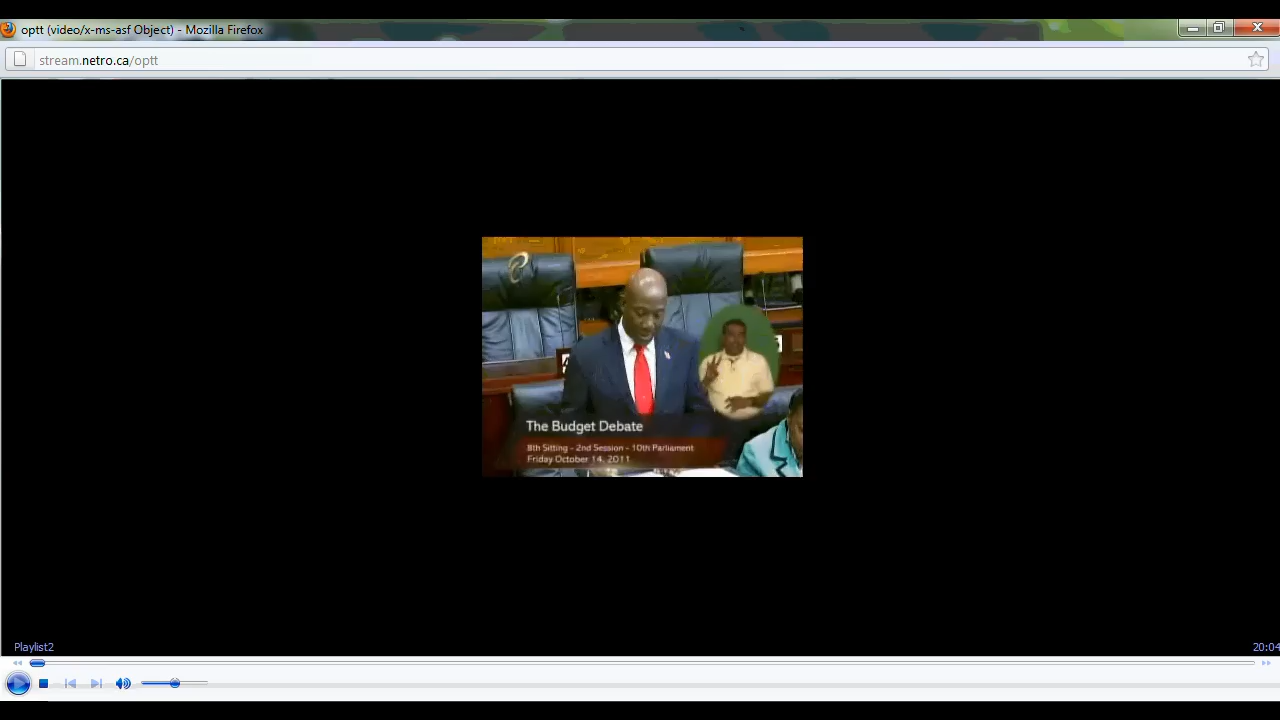 optt (video/x-ms-asf Object) - Mozilla Firefox
stream.netro.ca/optt
The Budget Debate
8th Sitting - 2nd Session - 10th Parliament
Friday October 14, 2011
Playlist2
20:04